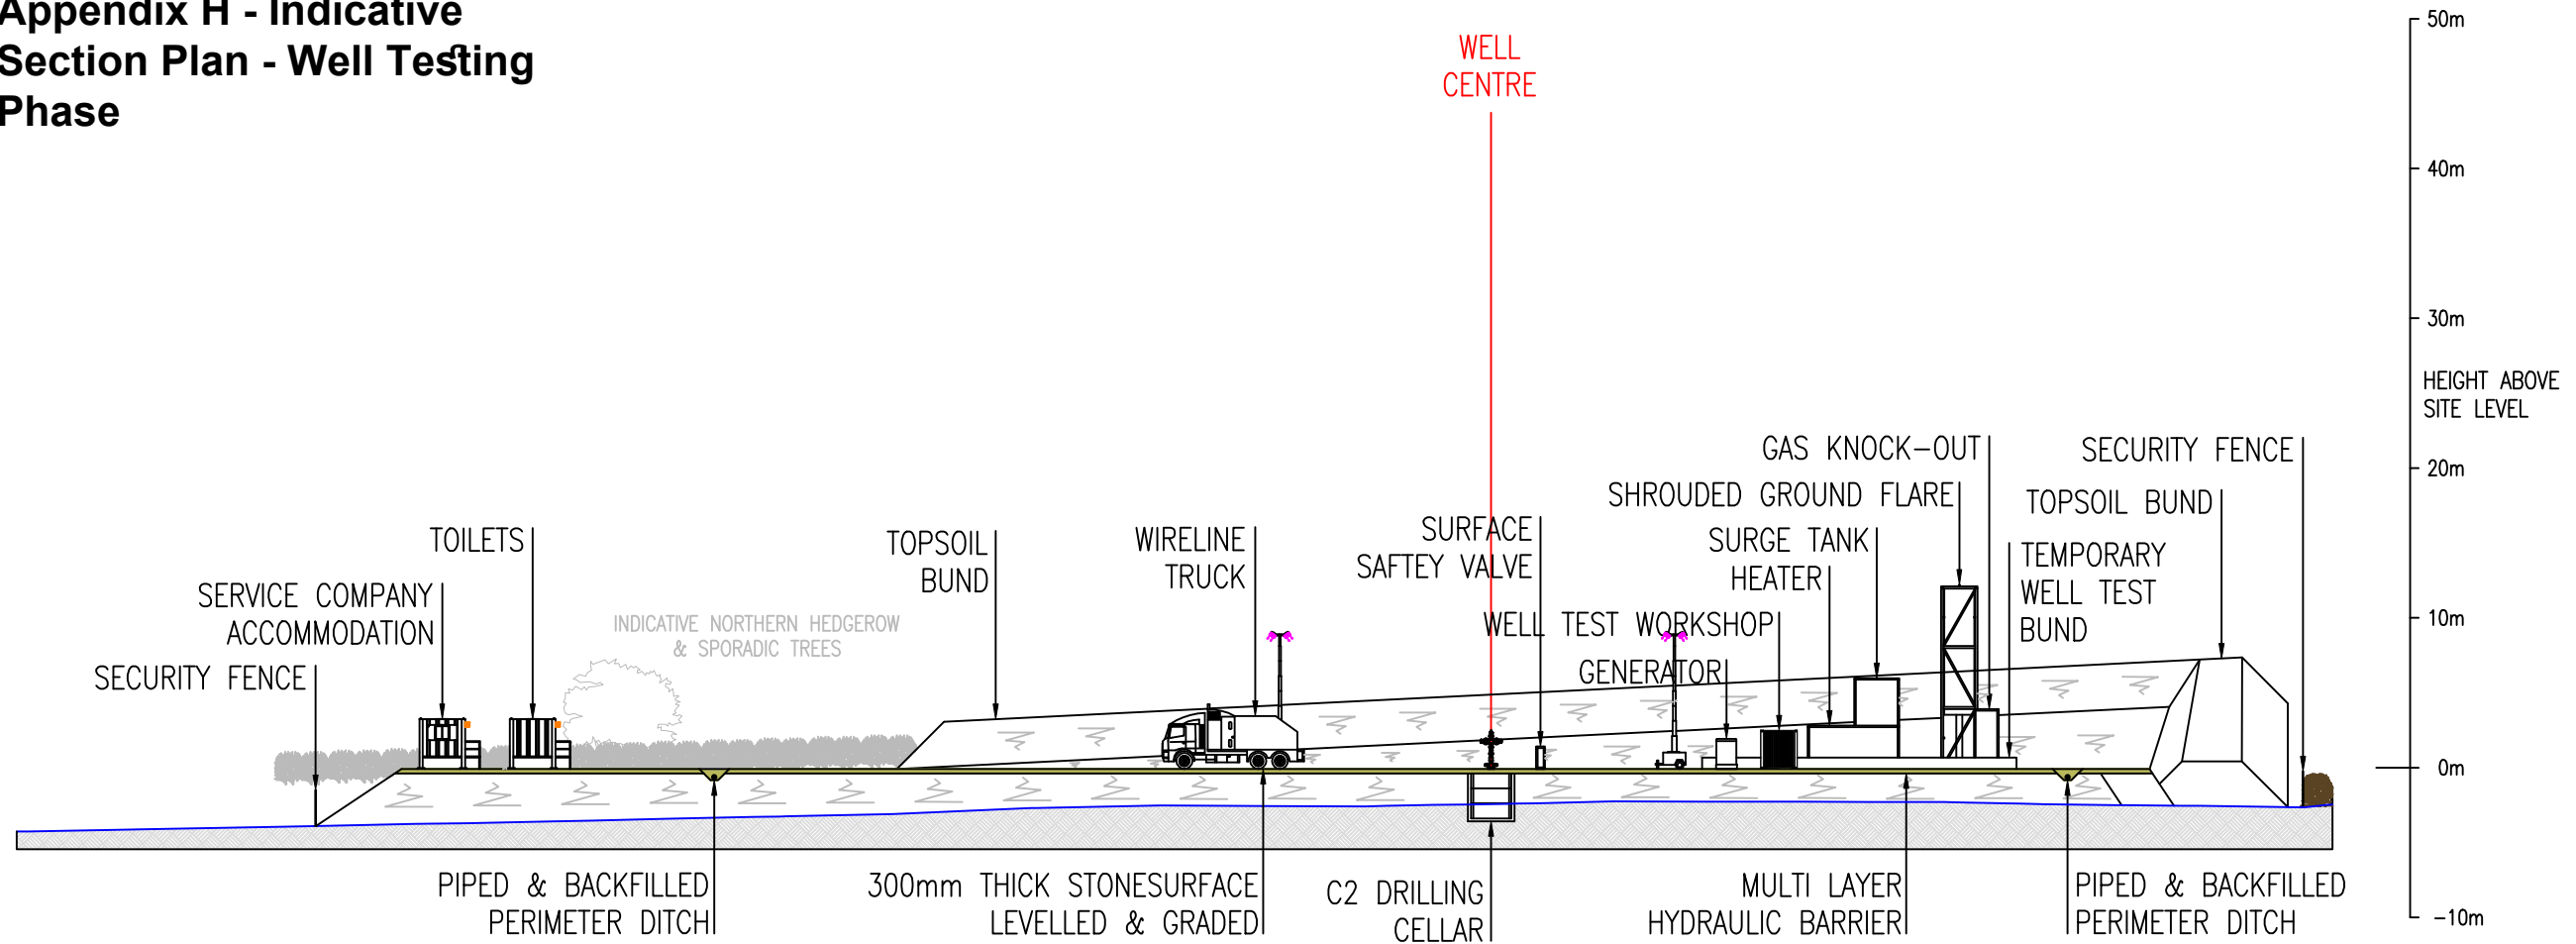 Appendix H - Indicative
Section Plan - Well Testing
Phase
WELL
CENTRE
50m
40m
30m
HEIGHT ABOVE
SITE LEVEL
20m
10m
0m
-10m
GAS KNOCK-OUT
SECURITY FENCE
SHROUDED GROUND FLARE
TOPSOIL BUND
TOILETS
TOPSOIL
BUND
WIRELINE
TRUCK
SURFACE
SAFTEY VALVE
SURGE TANK
HEATER
TEMPORARY
WELL TEST
BUND
SERVICE COMPANY
ACCOMMODATION
INDICATIVE NORTHERN HEDGEROW
& SPORADIC TREES
WELL TEST WORKSHOP
SECURITY FENCE
GENERATOR
PIPED & BACKFILLED
PERIMETER DITCH
300mm THICK STONESURFACE
LEVELLED & GRADED
C2 DRILLING
CELLAR
MULTI LAYER
HYDRAULIC BARRIER
PIPED & BACKFILLED
PERIMETER DITCH